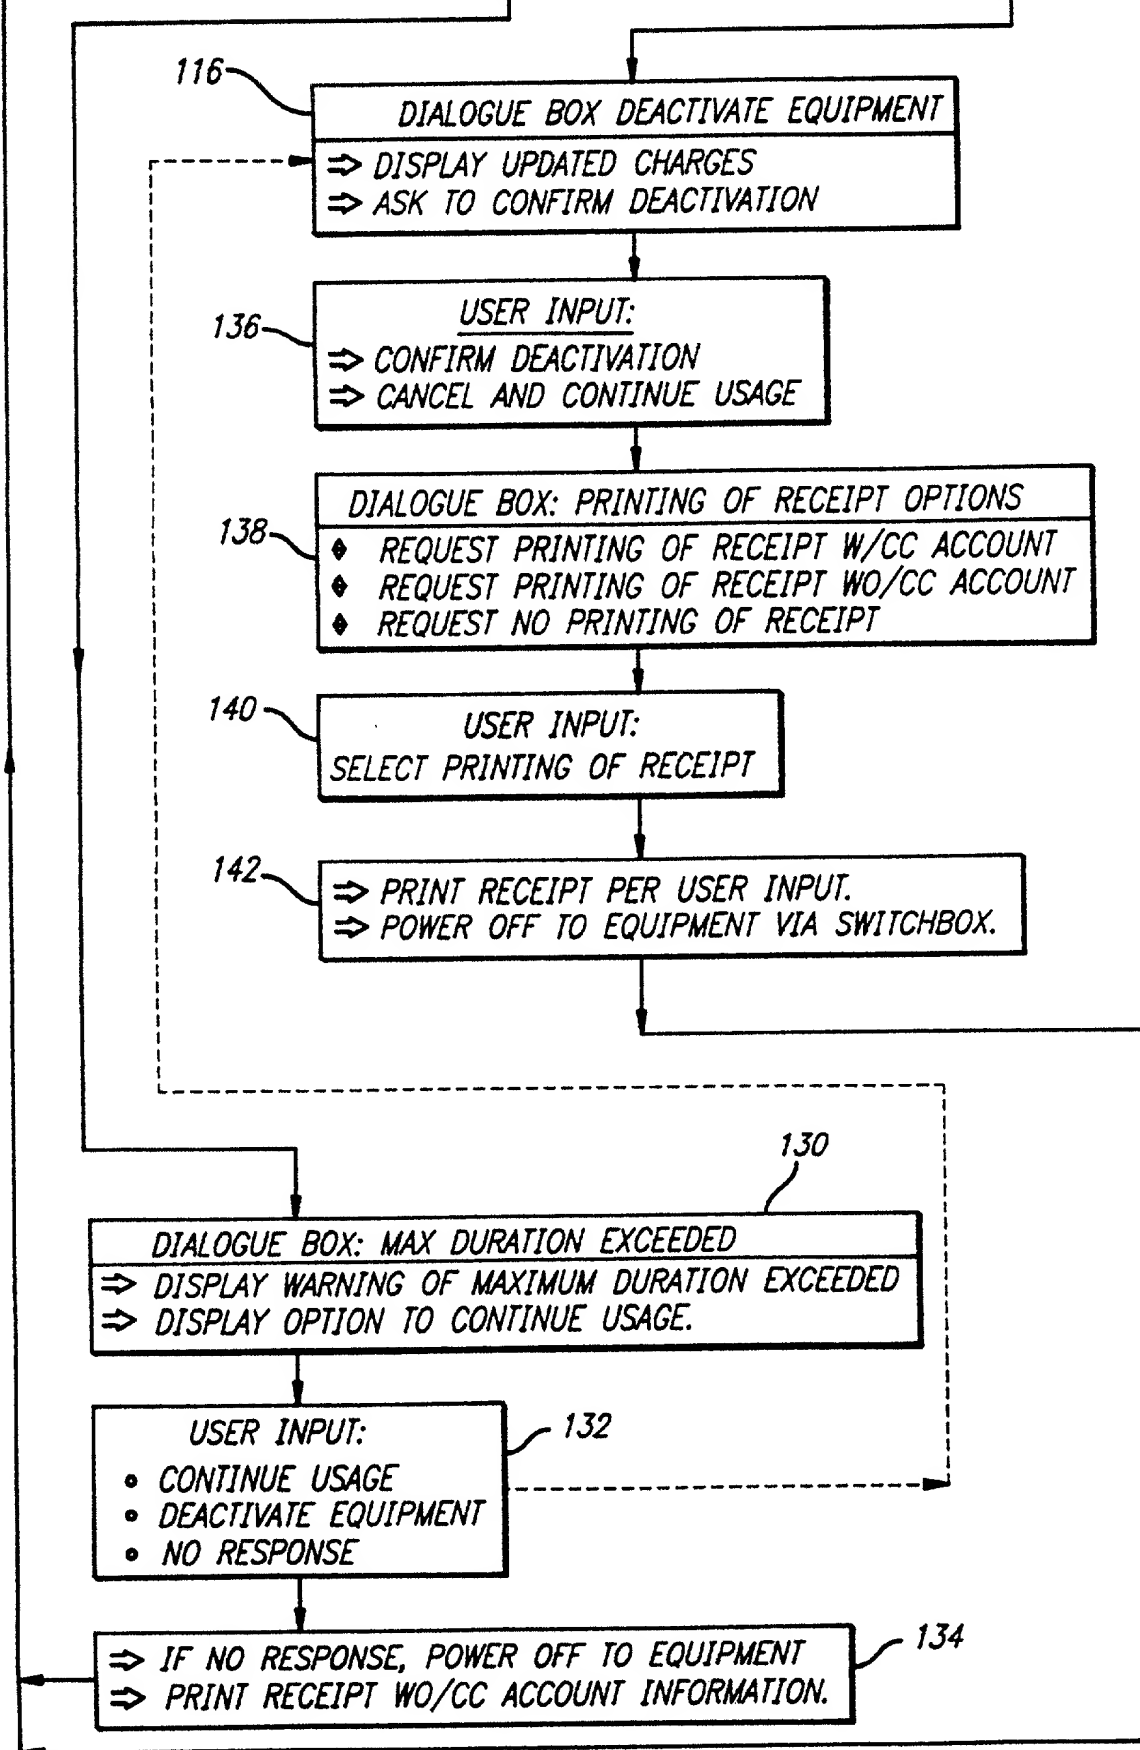 116
DIALOGUE BOX DEACTIVATE EQUIPMENT
⇒ DISPLAY UPDATED CHARGES
⇒ ASK TO CONFIRM DEACTIVATION
136
USER INPUT:
⇒ CONFIRM DEACTIVATION
⇒ CANCEL AND CONTINUE USAGE
DIALOGUE BOX: PRINTING OF RECEIPT OPTIONS
138
♦ REQUEST PRINTING OF RECEIPT W/CC ACCOUNT
♦ REQUEST PRINTING OF RECEIPT WO/CC ACCOUNT
♦ REQUEST NO PRINTING OF RECEIPT
140
USER INPUT:
SELECT PRINTING OF RECEIPT
142
⇒ PRINT RECEIPT PER USER INPUT.
⇒ POWER OFF TO EQUIPMENT VIA SWITCHBOX.
130
DIALOGUE BOX: MAX DURATION EXCEEDED
⇒ DISPLAY WARNING OF MAXIMUM DURATION EXCEEDED
⇒ DISPLAY OPTION TO CONTINUE USAGE.
132
USER INPUT:
• CONTINUE USAGE
• DEACTIVATE EQUIPMENT
• NO RESPONSE
134
⇒ IF NO RESPONSE, POWER OFF TO EQUIPMENT
⇒ PRINT RECEIPT WO/CC ACCOUNT INFORMATION.